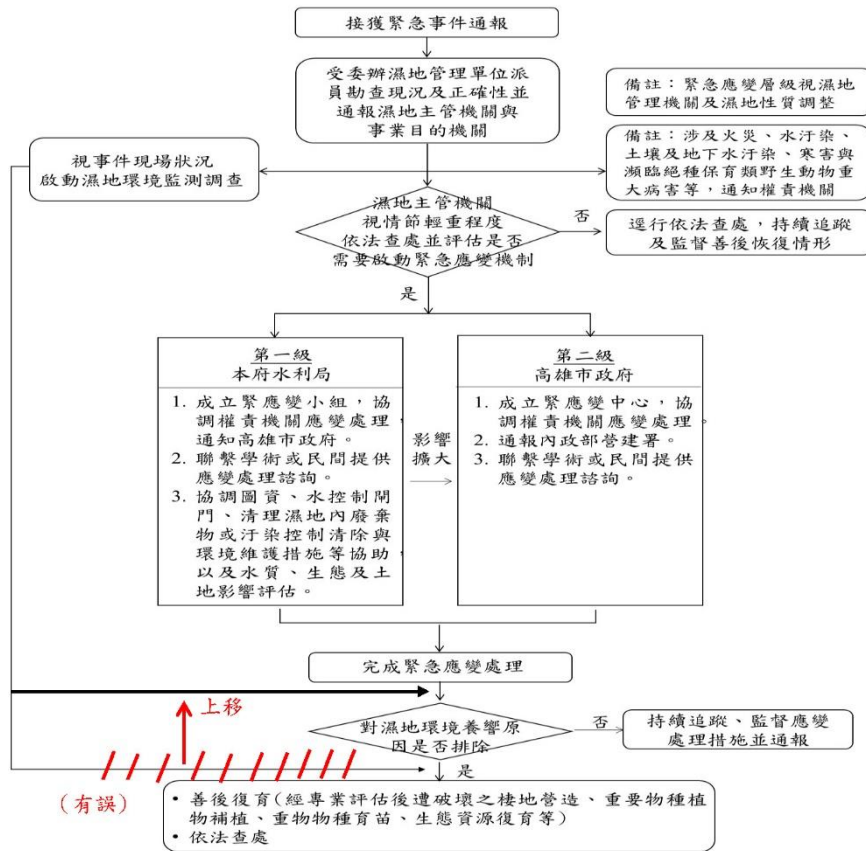 接獲緊急事件通報
受委辦濕地管理單位派
員勘查現況及正確性並
通報濕地主管機關與
事業目的機關
備註：緊急應變層級視濕地
管理機關及濕地性質調整
視事件現場狀況
啟動濕地環境監測調查
備註：涉及火災、水汙染、
土壤及地下水汙染、寒害與
瀕臨絕種保育類野生動物重
大病害等，通知權責機關
濕地主管機關
視情節輕重程度
依法查處並評估是否
需要啟動緊急應變機制
否
逕行依法查處，持續追蹤
及監督善後恢復情形
是
第一級
本府水利局
1. 成立緊應變小組，協
調權責機關應變處理
通知高雄市政府。
2. 聯繫學術或民間提供
應變處理諮詢。
3. 協調圖資、水控制閘
門、清理濕地內廢棄
物或汙染控制清除與
環境維護措施等協助
以及水質、生態及土
地影響評估。
影響
擴大
第二級
高雄市政府
1. 成立緊應變中心，協
調權責機關應變處理。
2. 通報內政部營建署。
3. 聯繫學術或民間提供
應變處理諮詢。
完成緊急應變處理
上移
對濕地環境養響原
因是否排除
否
持續追蹤、監督應變
處理措施並通報
是
（有誤）
• 善後復育(經專業評估後遭破壞之棲地營造、重要物種植
物補植、重物物種育苗、生態資源復育等)
• 依法查處